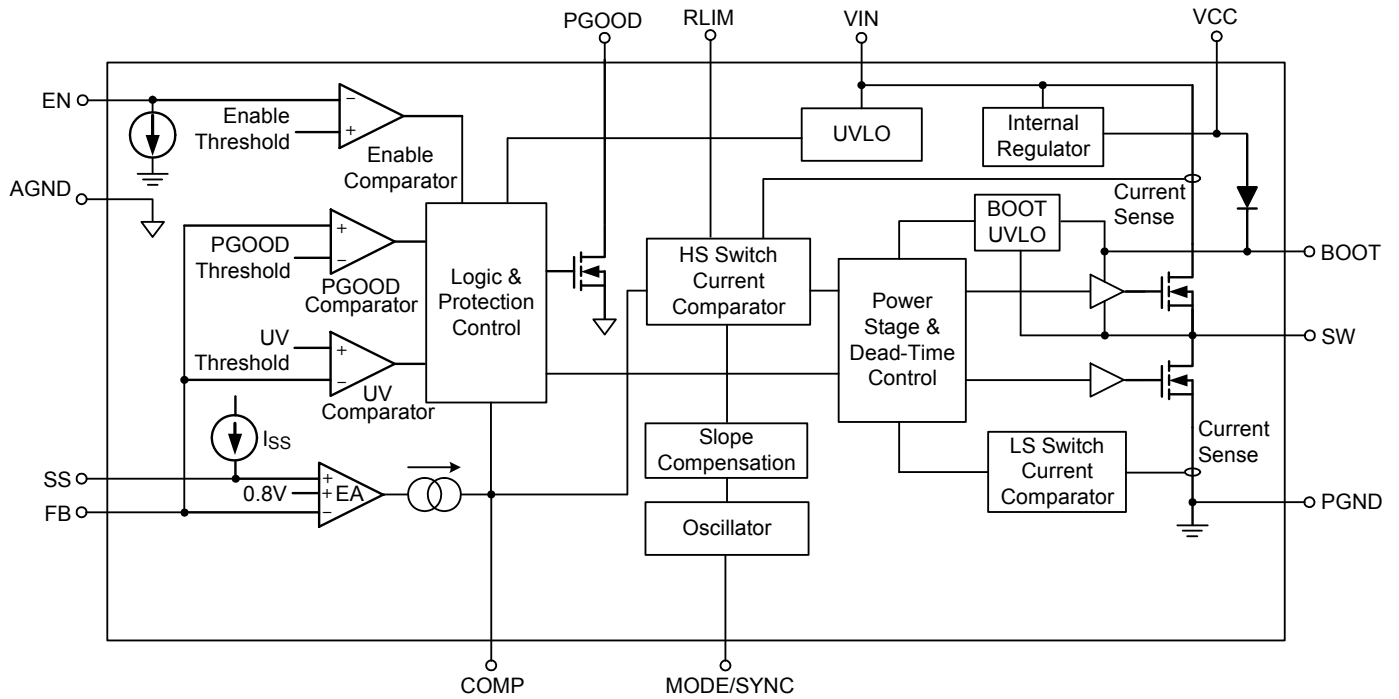 PGOOD
RLIM
VIN
VCC
EN
Enable
Threshold
−
+
Enable
Comparator
UVLO
Internal
Regulator
AGND
Current
Sense
PGOOD
Threshold
+
−
PGOOD
Comparator
Logic &
Protection
Control
HS Switch
Current
Comparator
BOOT
UVLO
BOOT
Power
Stage &
Dead-Time
Control
SW
UV
Threshold
+
−
UV
Comparator
ISS
Slope
Compensation
LS Switch
Current
Comparator
Current
Sense
SS
0.8V
+
+
−
EA
FB
Oscillator
PGND
COMP
MODE/SYNC